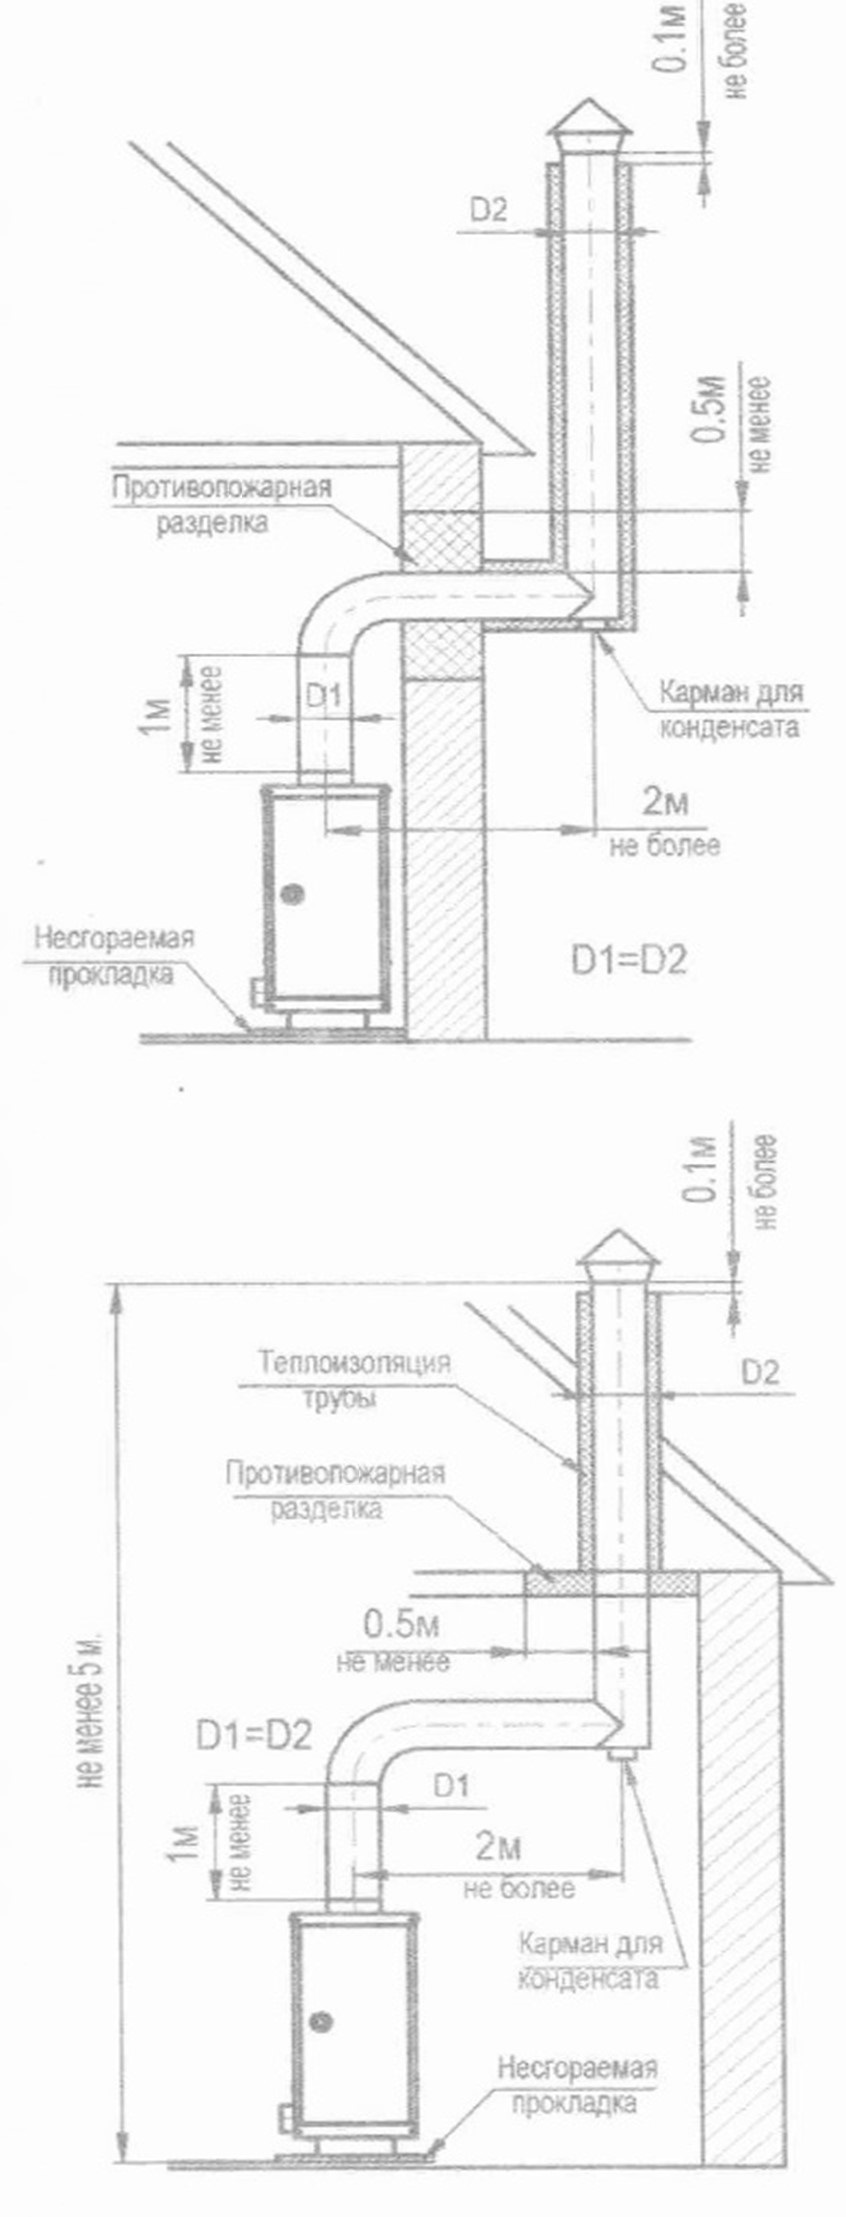 0.1м
не более
D2
0.5м
не менее
Противопожарная
разделка
D1
1м
не менее
Карман для
конденсата
2м
не более
Несгораемая
прокладка
D1=D2
0.1м
не более
Теплоизоляция
трубы
D2
Противопожарная
разделка
0.5м
не менее
не менее 5 м.
D1=D2
D1
1м
не менее
2м
не более
Карман для
конденсата
Несгораемая
прокладка